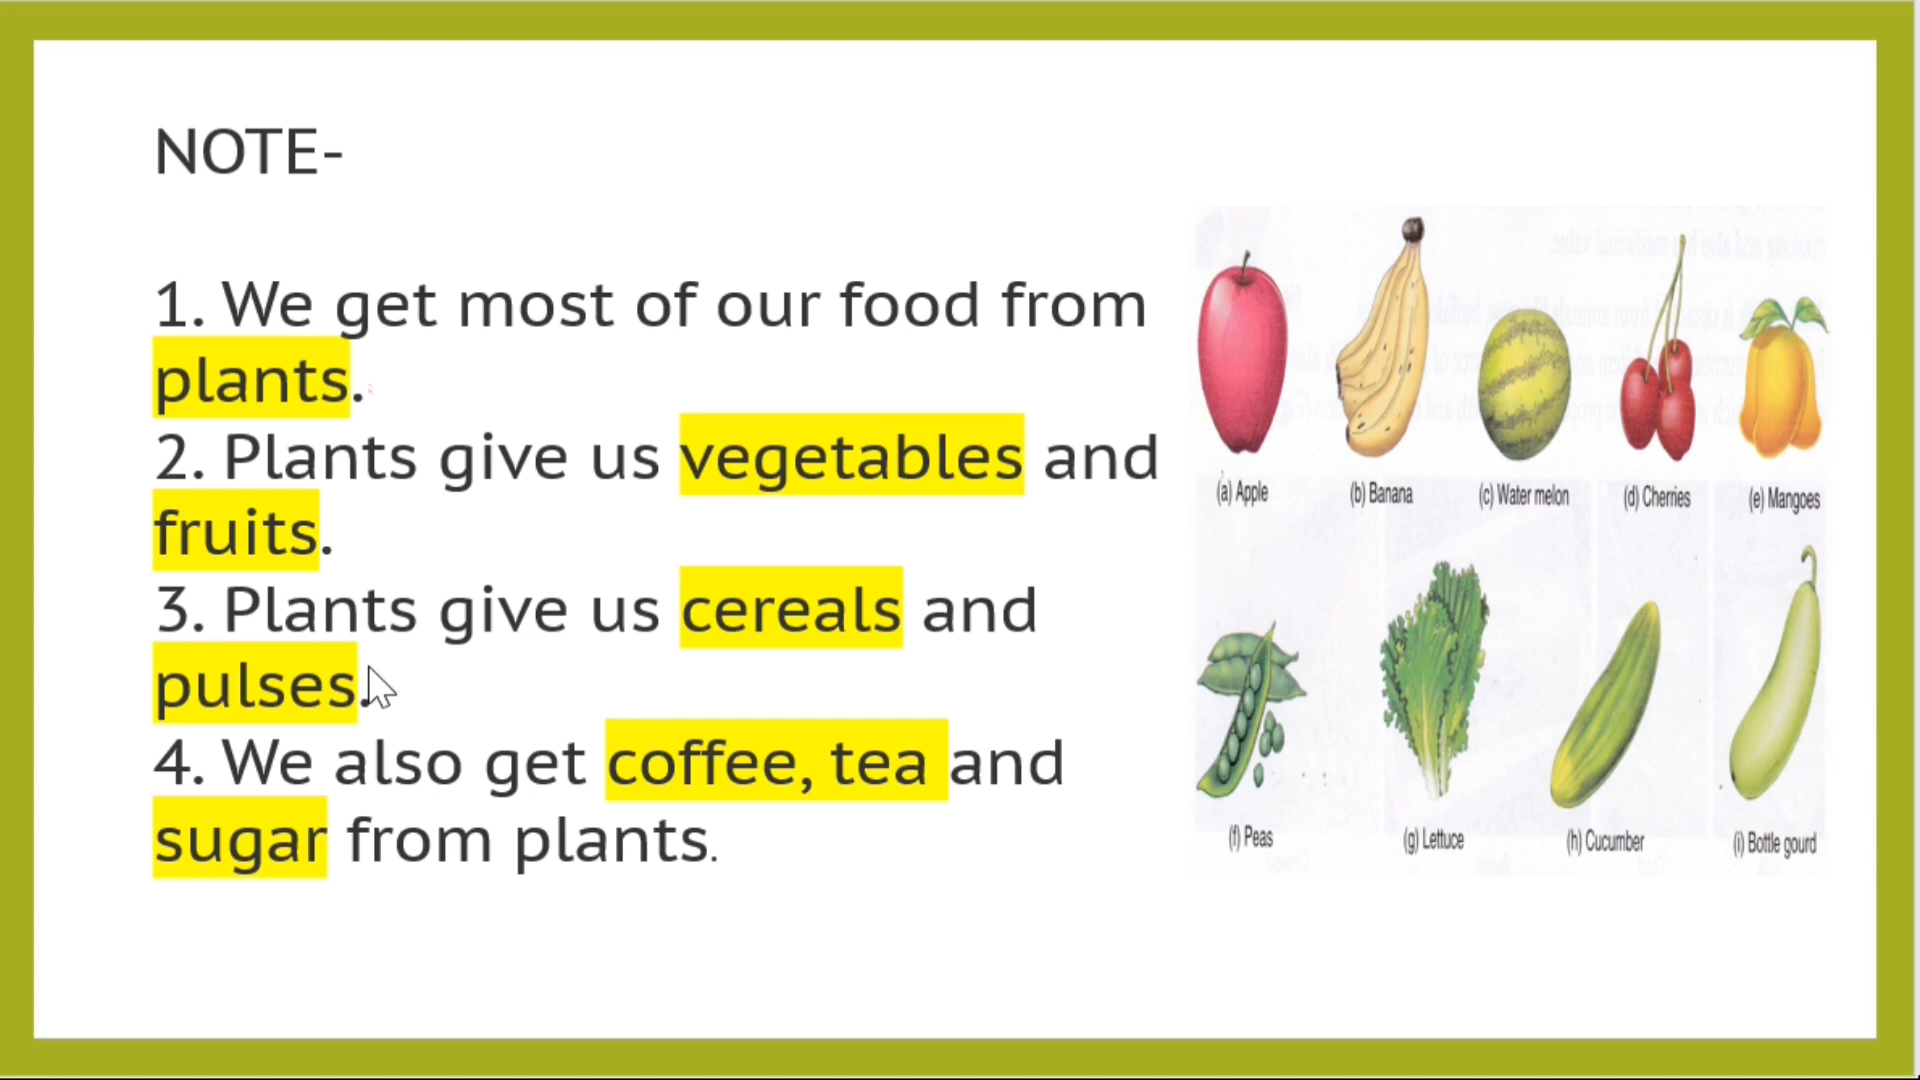 NOTE-
1. We get most of our food from
plants.
2. Plants give us vegetables and
fruits.
3. Plants give us cereals and
pulses.
4. We also get coffee, tea and
sugar from plants.
(a) Apple (b) Banana (c) Water melon (d) Cherries (e) Mangoes
(f) Peas (g) Lettuce (h) Cucumber (i) Bottle gourd